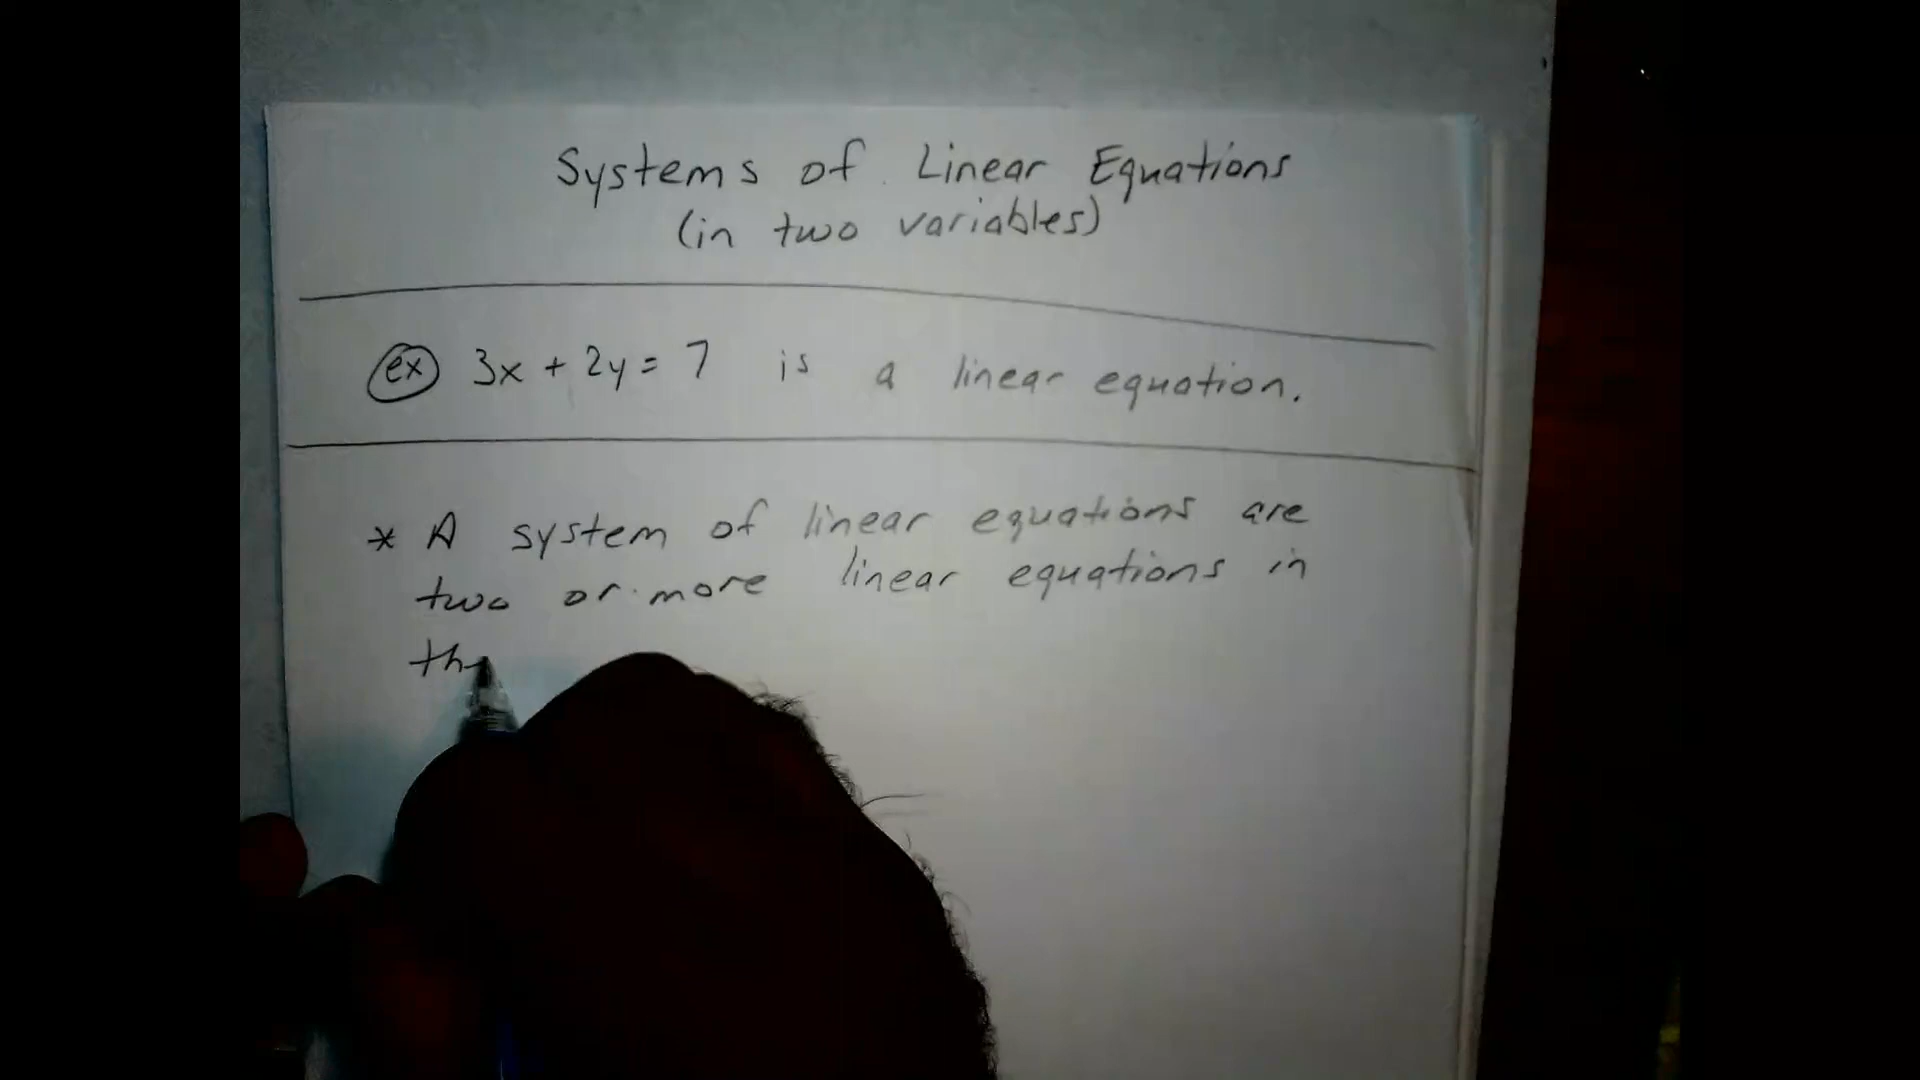 Systems of Linear Equations
(in two variables)
ex 3x + 2y = 7 is a linear equation.
* A system of linear equations are
two or more linear equations in
the